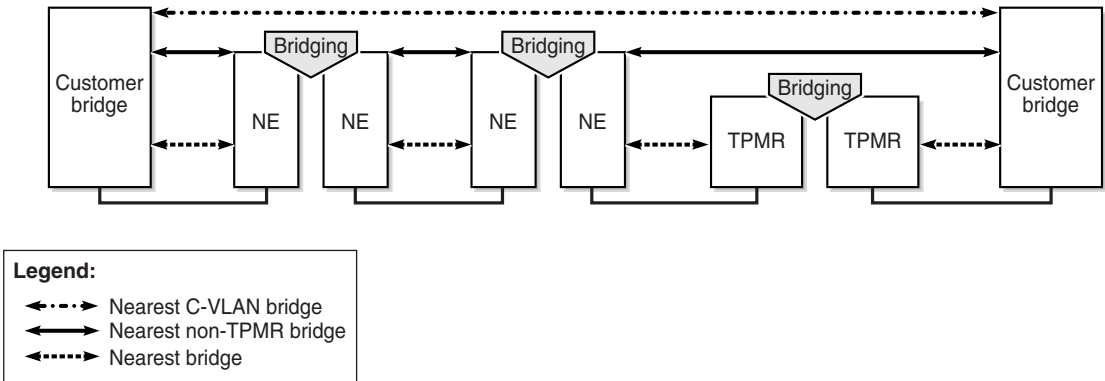 Bridging
Bridging
Customer
bridge
Customer
bridge
Bridging
NE
NE
NE
NE
TPMR
TPMR
Legend:
Nearest C-VLAN bridge
Nearest non-TPMR bridge
Nearest bridge